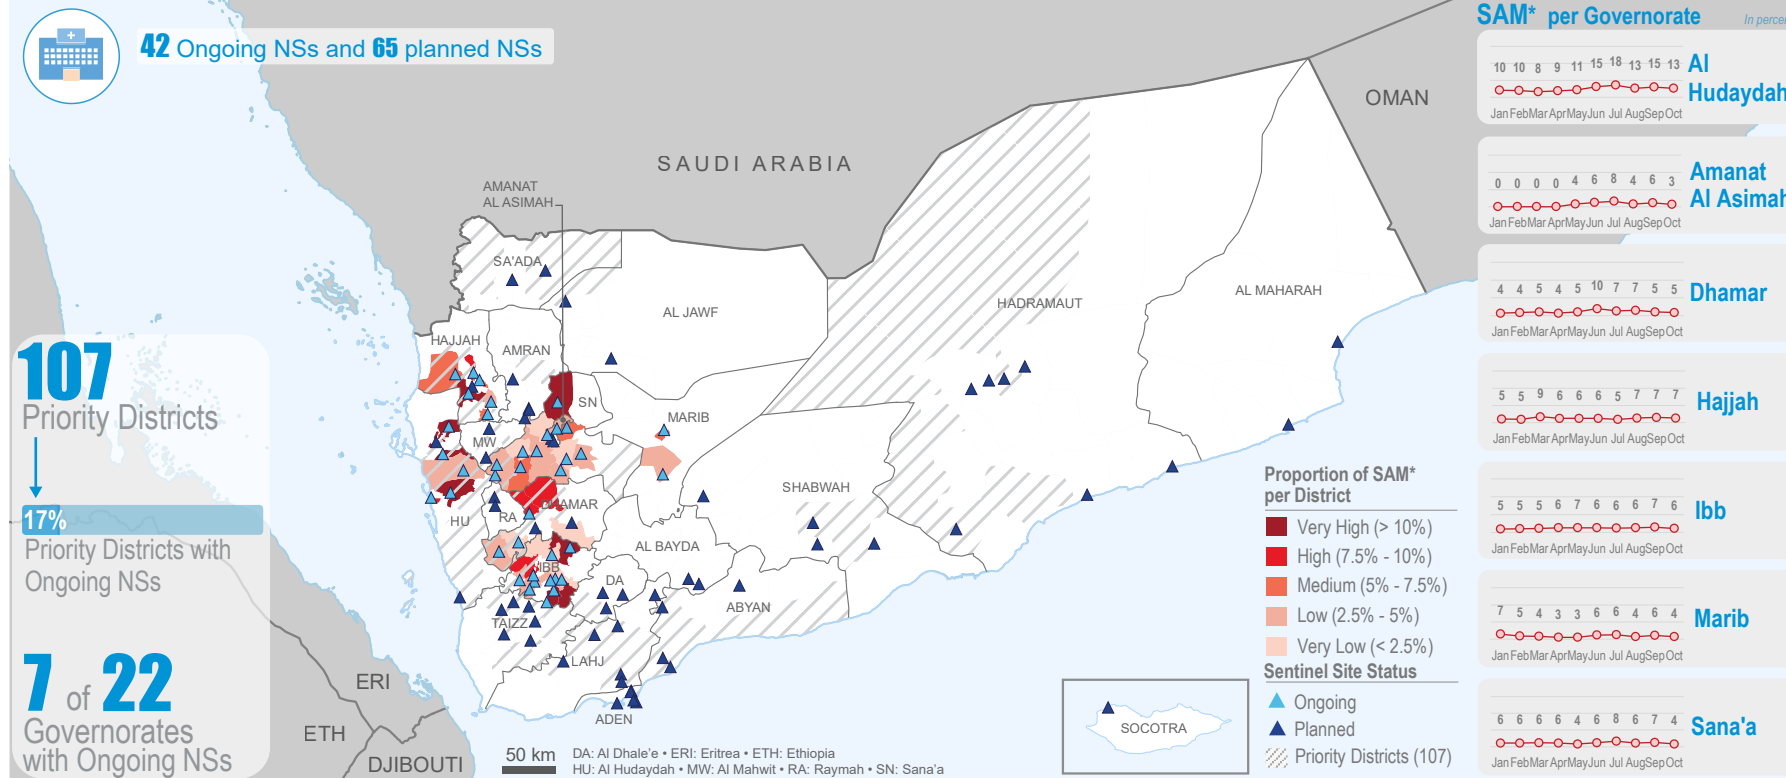 42 Ongoing NSs and 65 planned NSs
SAUDI ARABIA
OMAN
AMANAT
AL ASIMAH
SA'ADA
AL JAWF
HADRAMAUT
AL MAHARAH
HAJJAH
AMRAN
SN
MARIB
MW
SHABWAH
HU
RA
DHAMAR
AL BAYDA
IBB
DA
ABYAN
TAIZZ
LAHJ
ADEN
SOCOTRA
ERI
ETH
DJIBOUTI
107
Priority Districts
17%
Priority Districts with
Ongoing NSs
7 of 22
Governorates
with Ongoing NSs
50 km
DA: Al Dhale'e • ERI: Eritrea • ETH: Ethiopia
HU: Al Hudaydah • MW: Al Mahwit • RA: Raymah • SN: Sana'a
Proportion of SAM*
per District
Very High (> 10%)
High (7.5% - 10%)
Medium (5% - 7.5%)
Low (2.5% - 5%)
Very Low (< 2.5%)
Sentinel Site Status
Ongoing
Planned
Priority Districts (107)
SAM* per Governorate
In percen
10 10 8 9 11 15 18 13 15 13
Jan Feb Mar Apr May Jun Jul Aug Sep Oct
Al
Hudaydah
0 0 0 0 4 6 8 4 6 3
Jan Feb Mar Apr May Jun Jul Aug Sep Oct
Amanat
Al Asimah
4 4 5 4 5 10 7 7 5 5
Jan Feb Mar Apr May Jun Jul Aug Sep Oct
Dhamar
5 5 9 6 6 6 5 7 7 7
Jan Feb Mar Apr May Jun Jul Aug Sep Oct
Hajjah
5 5 5 6 7 6 6 6 7 6
Jan Feb Mar Apr May Jun Jul Aug Sep Oct
Ibb
7 5 4 3 3 6 6 4 6 4
Jan Feb Mar Apr May Jun Jul Aug Sep Oct
Marib
6 6 6 6 4 6 8 6 7 4
Jan Feb Mar Apr May Jun Jul Aug Sep Oct
Sana'a